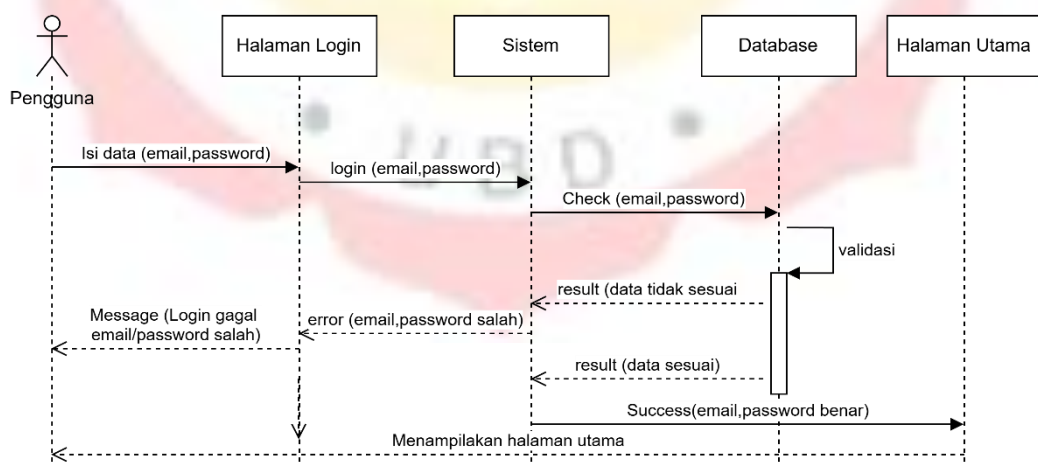 Halaman Login
Sistem
Database
Halaman Utama
Pengguna
UBD
Isi data (email,password)
login (email,password)
Check (email,password)
validasi
result (data tidak sesuai
error (email,password salah)
Message (Login gagal
email/password salah)
result (data sesuai)
Success(email,password benar)
Menampilakan halaman utama